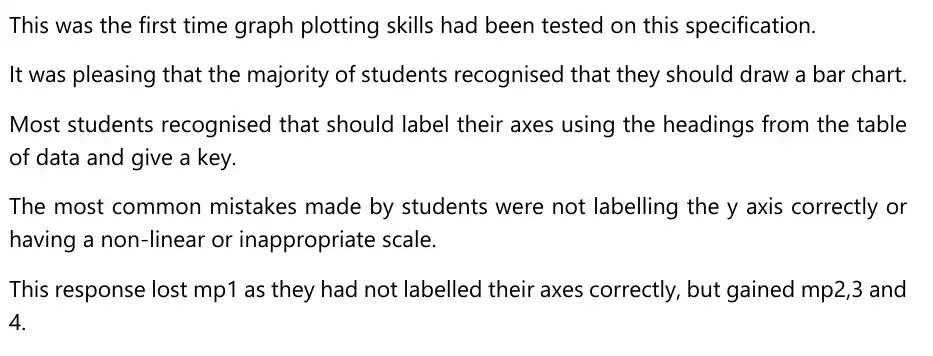 This was the first time graph plotting skills had been tested on this specification.
It was pleasing that the majority of students recognised that they should draw a bar chart.
Most students recognised that should label their axes using the headings from the table
of data and give a key.
The most common mistakes made by students were not labelling the y axis correctly or
having a non-linear or inappropriate scale.
This response lost mp1 as they had not labelled their axes correctly, but gained mp2,3 and
4.